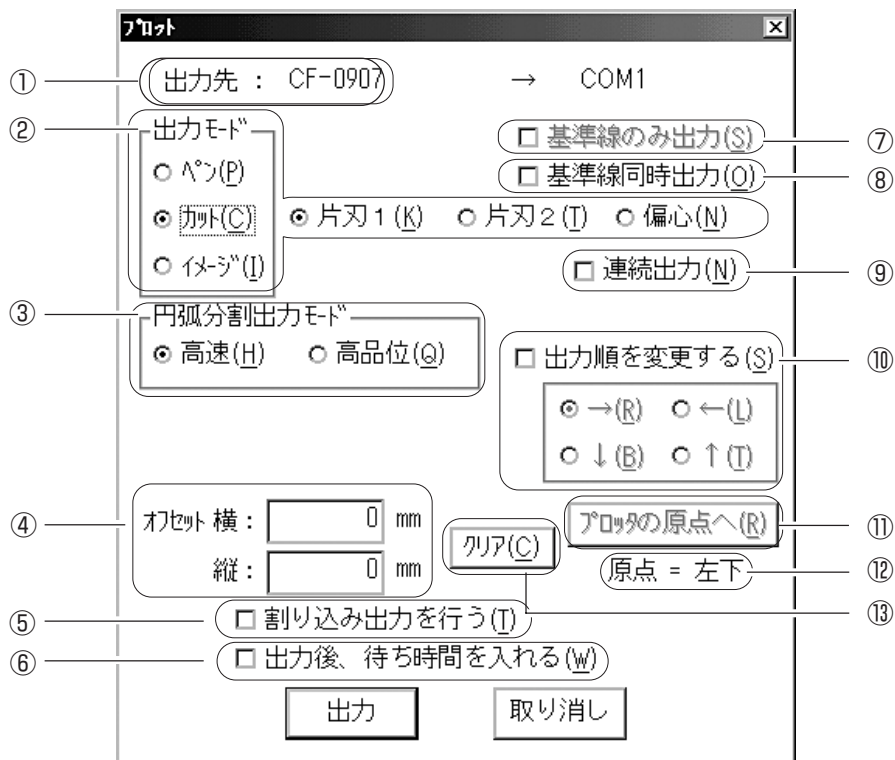 プロット
① 出力先 : CF-0907 → COM1
② 出力モード
ペン(P)
カット(C) 片刃1(K) 片刃2(T) 偏心(N)
イメージ(I)
基準線のみ出力(S) ⑦
基準線同時出力(O) ⑧
連続出力(N) ⑨
③ 円弧分割出力モード
高速(H) 高品位(Q)
出力順を変更する(S) ⑩
→(R) ←(L)
↓(B) ↑(T)
④ オフセット 横: 0 mm
縦: 0 mm
クリア(C) ⑬
プロッタの原点へ(R) ⑪
原点 = 左下 ⑫
⑤ 割り込み出力を行う(T)
⑥ 出力後、待ち時間を入れる(W)
出力 取り消し